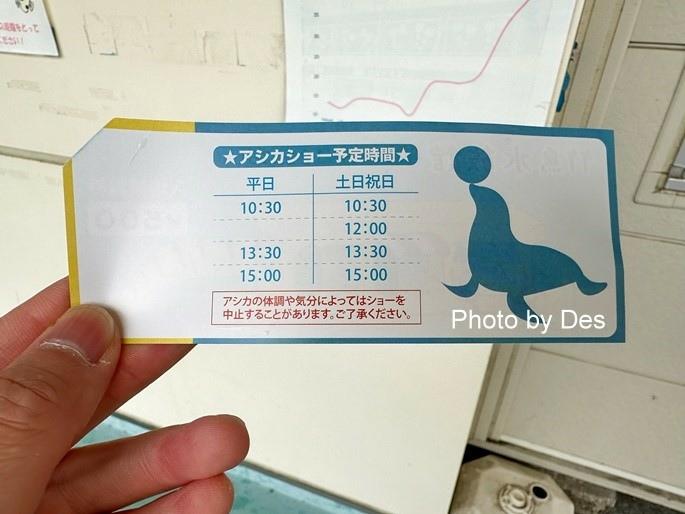 ★アシカショー予定時間★
平日 土日祝日
10:30 10:30
12:00
13:30 13:30
15:00 15:00
アシカの体調や気分によってはショーを
中止することがあります。ご了承ください。
Photo by Des